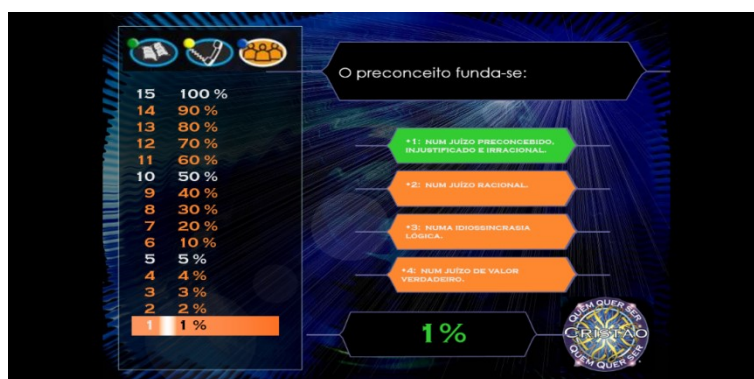 O preconceito funda-se:
15 100 %
14 90 %
13 80 %
12 70 %
11 60 %
10 50 %
9 40 %
8 30 %
7 20 %
6 10 %
5 5 %
4 4 %
3 3 %
2 2 %
1 1 %
*1: NUM JUÍZO PRECONCEBIDO,
INJUSTIFICADO E IRRACIONAL.
*2: NUM JUÍZO RACIONAL.
*3: NUMA IDIOSSINCRASIA
LÓGICA.
*4: NUM JUÍZO DE VALOR
VERDADEIRO.
1%
QUEM QUER SER
CRISTÃO
QUEM QUER SER